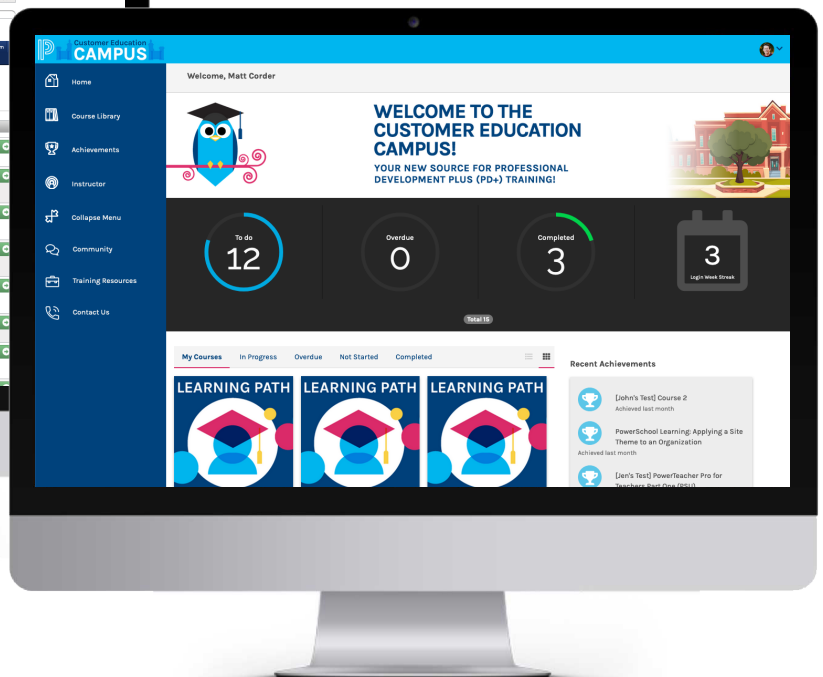 Customer Education
CAMPUS
Home
Course Library
Achievements
Instructor
Collapse Menu
Community
Training Resources
Contact Us
Welcome, Matt Corder
WELCOME TO THE
CUSTOMER EDUCATION
CAMPUS!
YOUR NEW SOURCE FOR PROFESSIONAL
DEVELOPMENT PLUS (PD+) TRAINING!
To do
12
Overdue
0
Completed
3
3
Login Week Streak
Total 15
My Courses In Progress Overdue Not Started Completed
LEARNING PATH LEARNING PATH LEARNING PATH
Recent Achievements
[John's Test] Course 2
Achieved last month
PowerSchool Learning: Applying a Site
Theme to an Organization
Achieved last month
[Jen's Test] PowerTeacher Pro for
Teachers Part One (PSU)